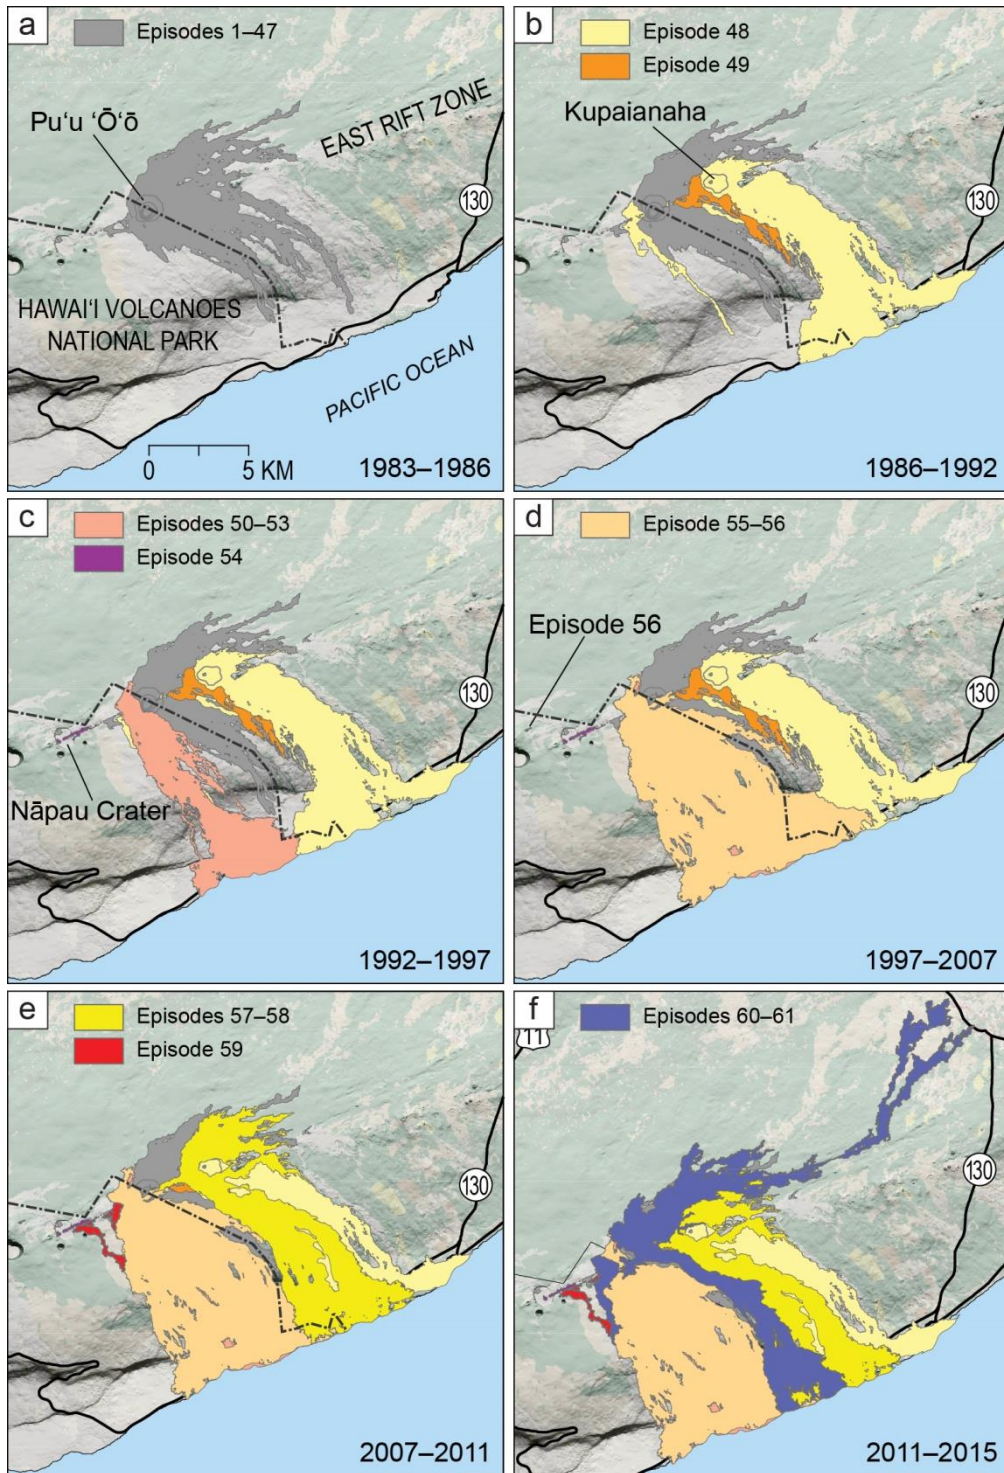 a
Episodes 1–47
Puʻu ʻŌʻō
EAST RIFT ZONE
130
HAWAIʻI VOLCANOES
NATIONAL PARK
PACIFIC OCEAN
0 5 KM
1983–1986
b
Episode 48
Episode 49
Kupaianaha
130
1986–1992
c
Episodes 50–53
Episode 54
130
Nāpau Crater
1992–1997
d
Episode 55–56
Episode 56
130
1997–2007
e
Episodes 57–58
Episode 59
130
2007–2011
f
Episodes 60–61
11
130
2011–2015